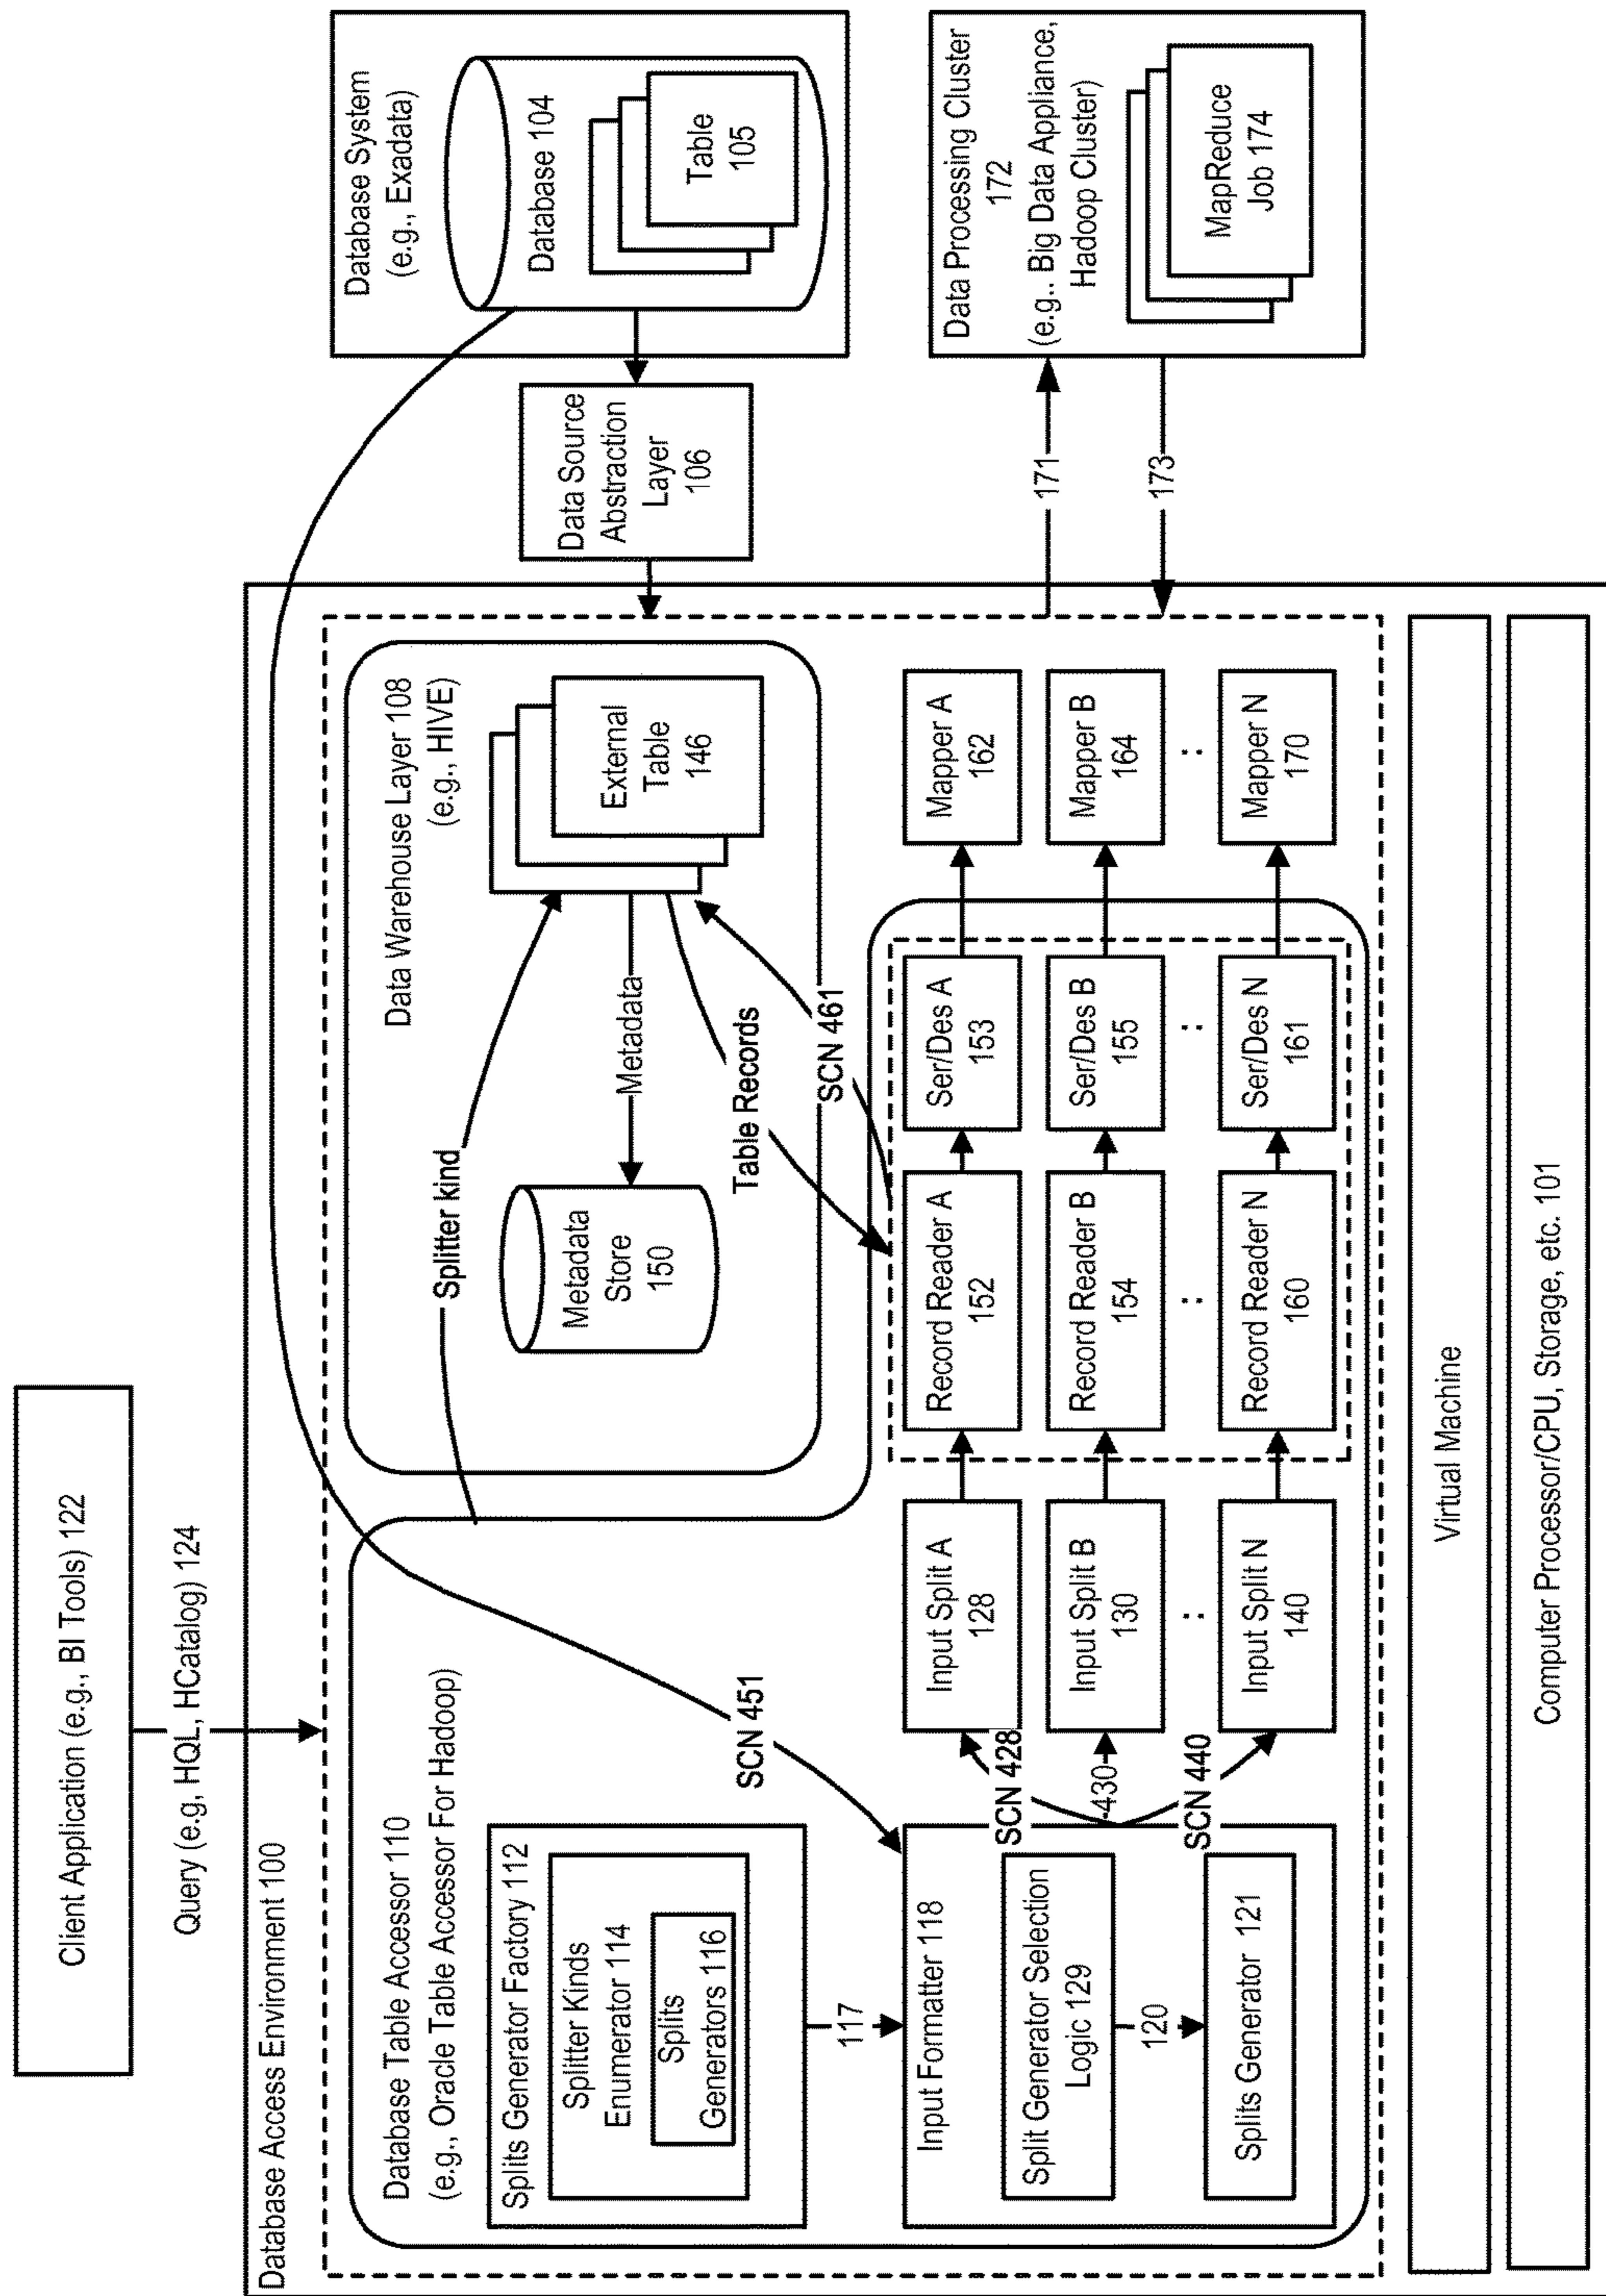 Client Application (e.g., BI Tools) 122
Query (e.g, HQL, HCatalog) 124
Database Access Environment 100
Database Table Accessor 110
(e.g., Oracle Table Accessor For Hadoop)
Splits Generator Factory 112
Splitter Kinds
Enumerator 114
Splits
Generators 116
117
Input Formatter 118
Split Generator Selection
Logic 129
120
Splits Generator 121
SCN 451
SCN 428
430
SCN 440
Input Split A
128
Input Split B
130
:
Input Split N
140
Splitter kind
Data Warehouse Layer 108
(e.g., HIVE)
Metadata
Store
150
Metadata
External
Table
146
Table Records
SCN 461
Record Reader A
152
Record Reader B
154
:
Record Reader N
160
Ser/Des A
153
Ser/Des B
155
:
Ser/Des N
161
Mapper A
162
Mapper B
164
:
Mapper N
170
Database System
(e.g., Exadata)
Database 104
Table
105
Data Source
Abstraction
Layer
106
171
173
Data Processing Cluster
172
(e.g.. Big Data Appliance,
Hadoop Cluster)
MapReduce
Job 174
Virtual Machine
Computer Processor/CPU, Storage, etc. 101